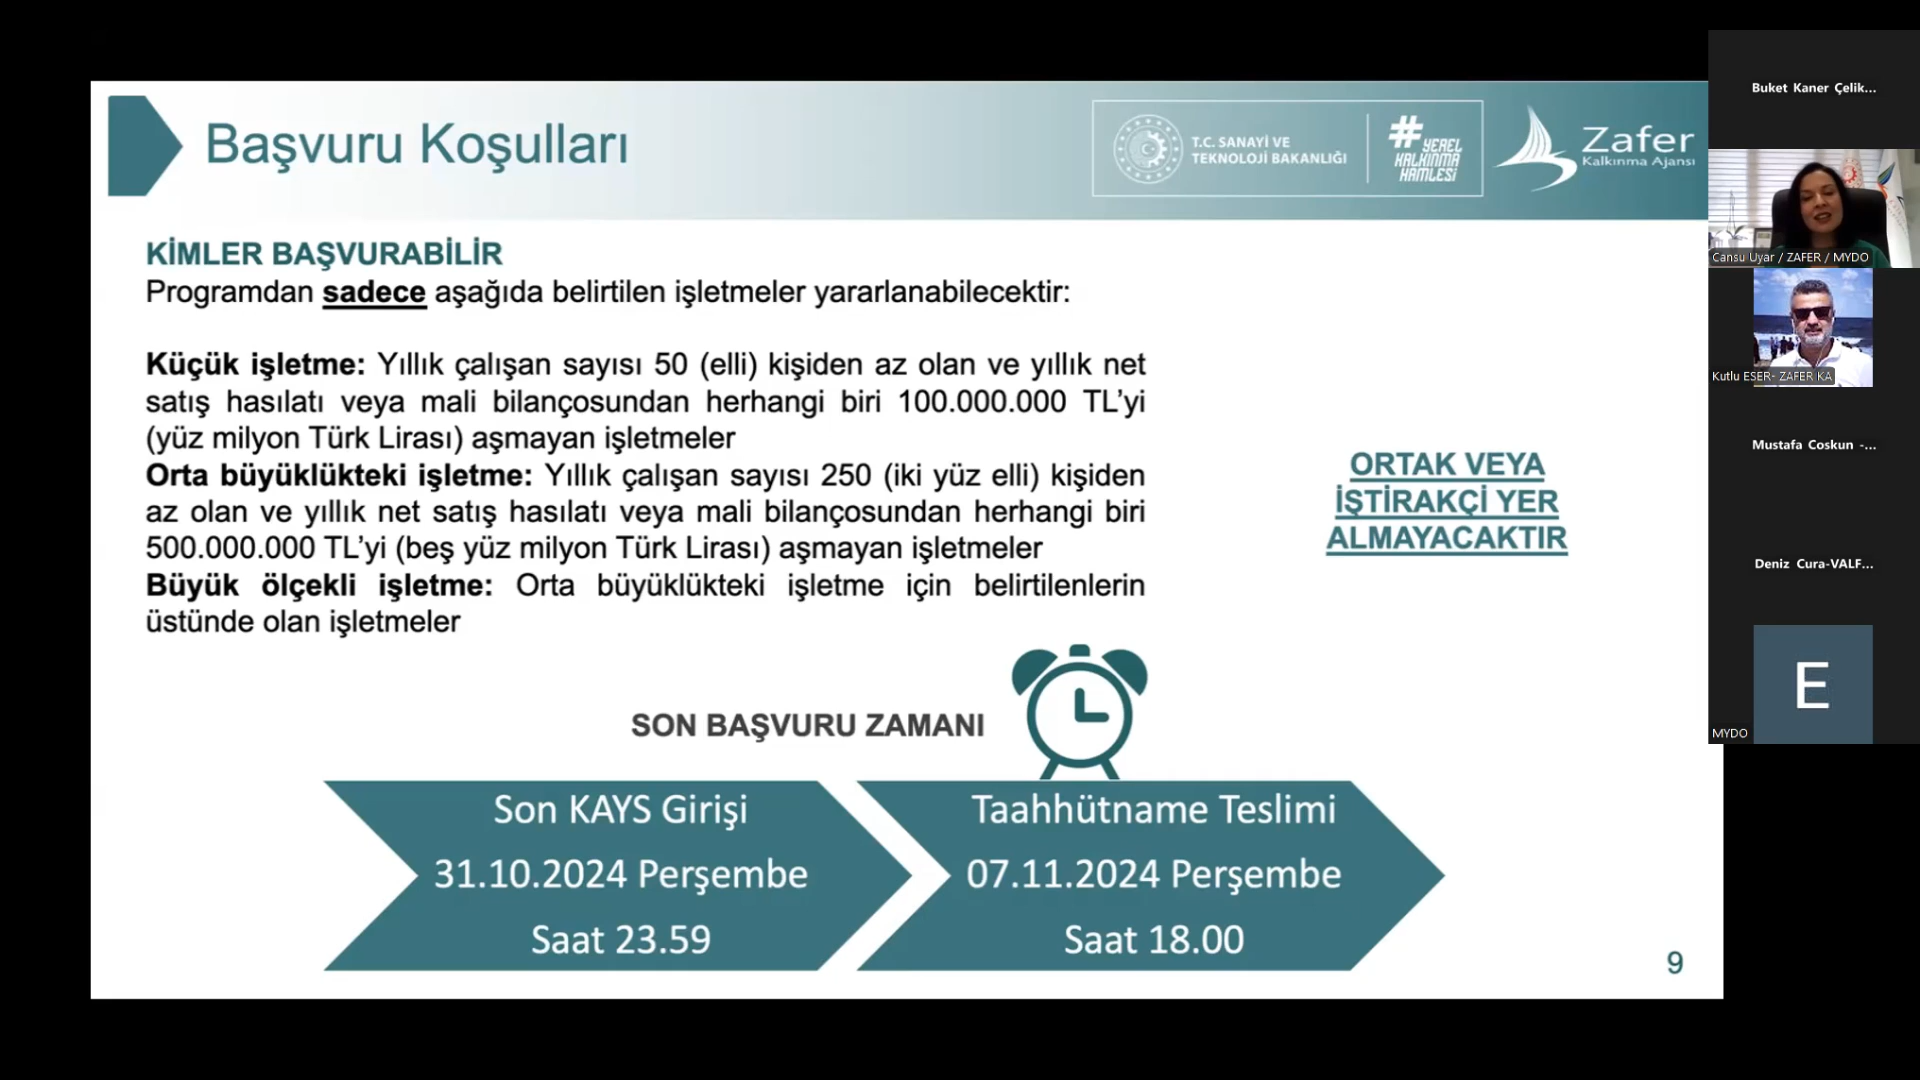 Başvuru Koşulları
T.C. SANAYİ VE
TEKNOLOJİ BAKANLIĞI
#YEREL
KALKINMA
HAMLESİ
Zafer
Kalkınma Ajansı
KİMLER BAŞVURABİLİR
Programdan sadece aşağıda belirtilen işletmeler yararlanabilecektir:
Küçük işletme: Yıllık çalışan sayısı 50 (elli) kişiden az olan ve yıllık net
satış hasılatı veya mali bilançosundan herhangi biri 100.000.000 TL’yi
(yüz milyon Türk Lirası) aşmayan işletmeler
Orta büyüklükteki işletme: Yıllık çalışan sayısı 250 (iki yüz elli) kişiden
az olan ve yıllık net satış hasılatı veya mali bilançosundan herhangi biri
500.000.000 TL’yi (beş yüz milyon Türk Lirası) aşmayan işletmeler
Büyük ölçekli işletme: Orta büyüklükteki işletme için belirtilenlerin
üstünde olan işletmeler
ORTAK VEYA
İŞTİRAKÇİ YER
ALMAYACAKTIR
SON BAŞVURU ZAMANI
Son KAYS Girişi
31.10.2024 Perşembe
Saat 23.59
Taahhütname Teslimi
07.11.2024 Perşembe
Saat 18.00
9
Buket Kaner Çelik...
Cansu Uyar / ZAFER / MYDO
Kutlu ESER- ZAFER KA
Mustafa Coskun -...
Deniz Cura-VALF...
E
MYDO